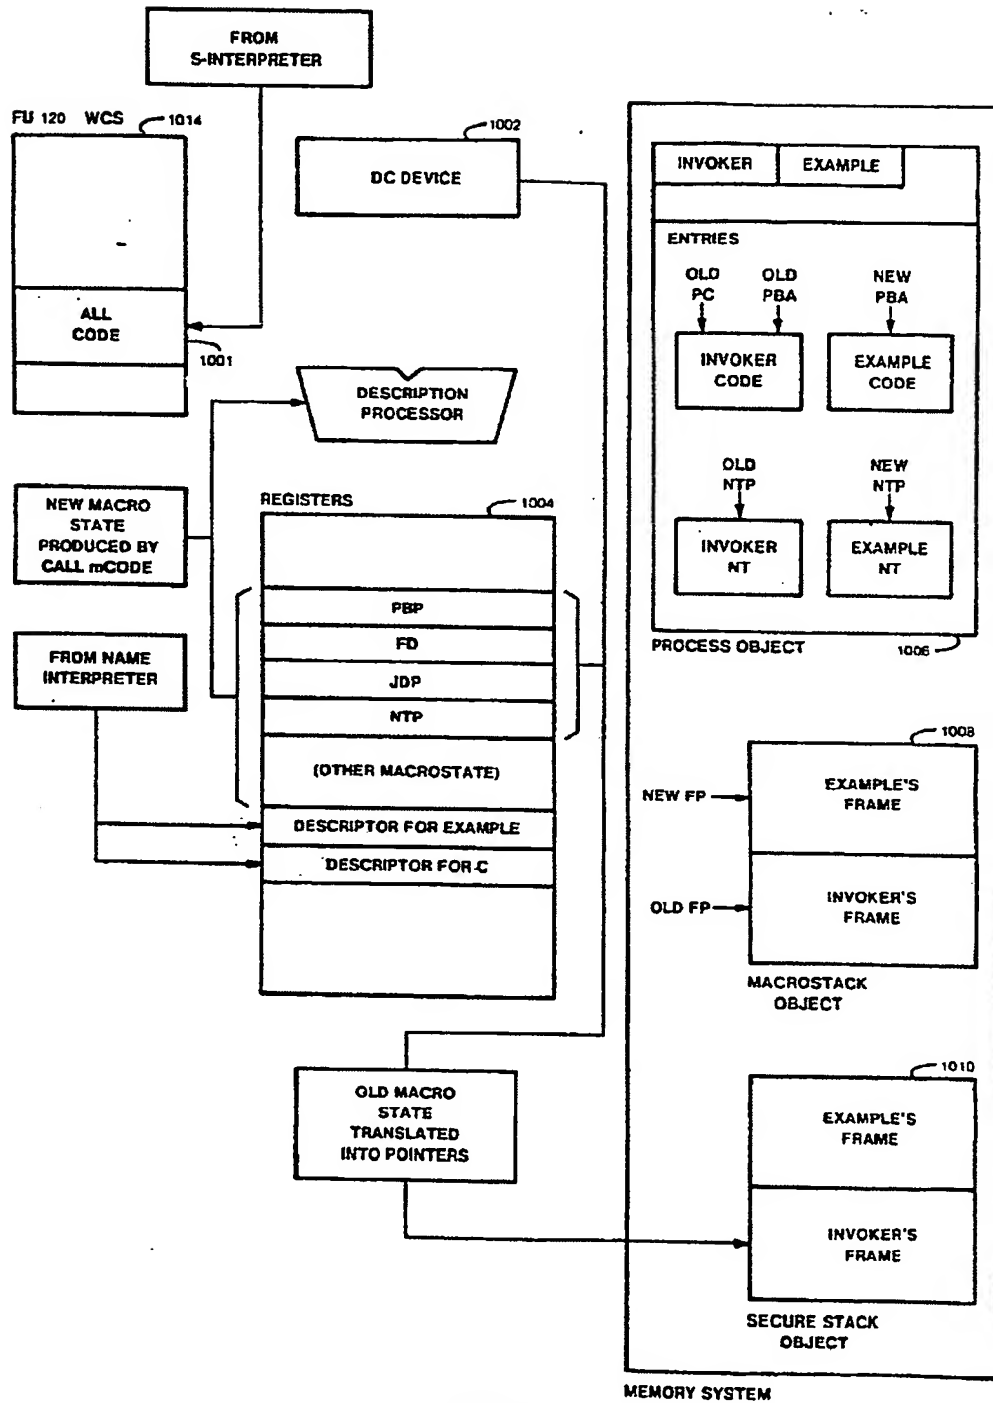 FROM
S-INTERPRETER
FU 120 WCS
1014
ALL
CODE
1001
1002
DC DEVICE
DESCRIPTION
PROCESSOR
NEW MACRO
STATE
PRODUCED BY
CALL mCODE
FROM NAME
INTERPRETER
REGISTERS
1004
PBP
FD
JDP
NTP
(OTHER MACROSTATE)
DESCRIPTOR FOR EXAMPLE
DESCRIPTOR FOR C
OLD MACRO
STATE
TRANSLATED
INTO POINTERS
INVOKER
EXAMPLE
ENTRIES
OLD
PC
OLD
PBA
NEW
PBA
INVOKER
CODE
EXAMPLE
CODE
OLD
NTP
NEW
NTP
INVOKER
NT
EXAMPLE
NT
PROCESS OBJECT
1006
1008
NEW FP
EXAMPLE'S
FRAME
OLD FP
INVOKER'S
FRAME
MACROSTACK
OBJECT
1010
EXAMPLE'S
FRAME
INVOKER'S
FRAME
SECURE STACK
OBJECT
MEMORY SYSTEM